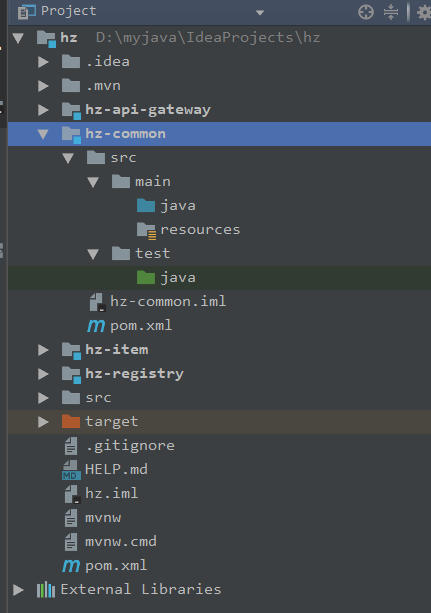 Project
hz D:\myjava\IdeaProjects\hz
.idea
.mvn
hz-api-gateway
hz-common
src
main
java
resources
test
java
hz-common.iml
pom.xml
hz-item
hz-registry
src
target
.gitignore
HELP.md
hz.iml
mvnw
mvnw.cmd
pom.xml
External Libraries